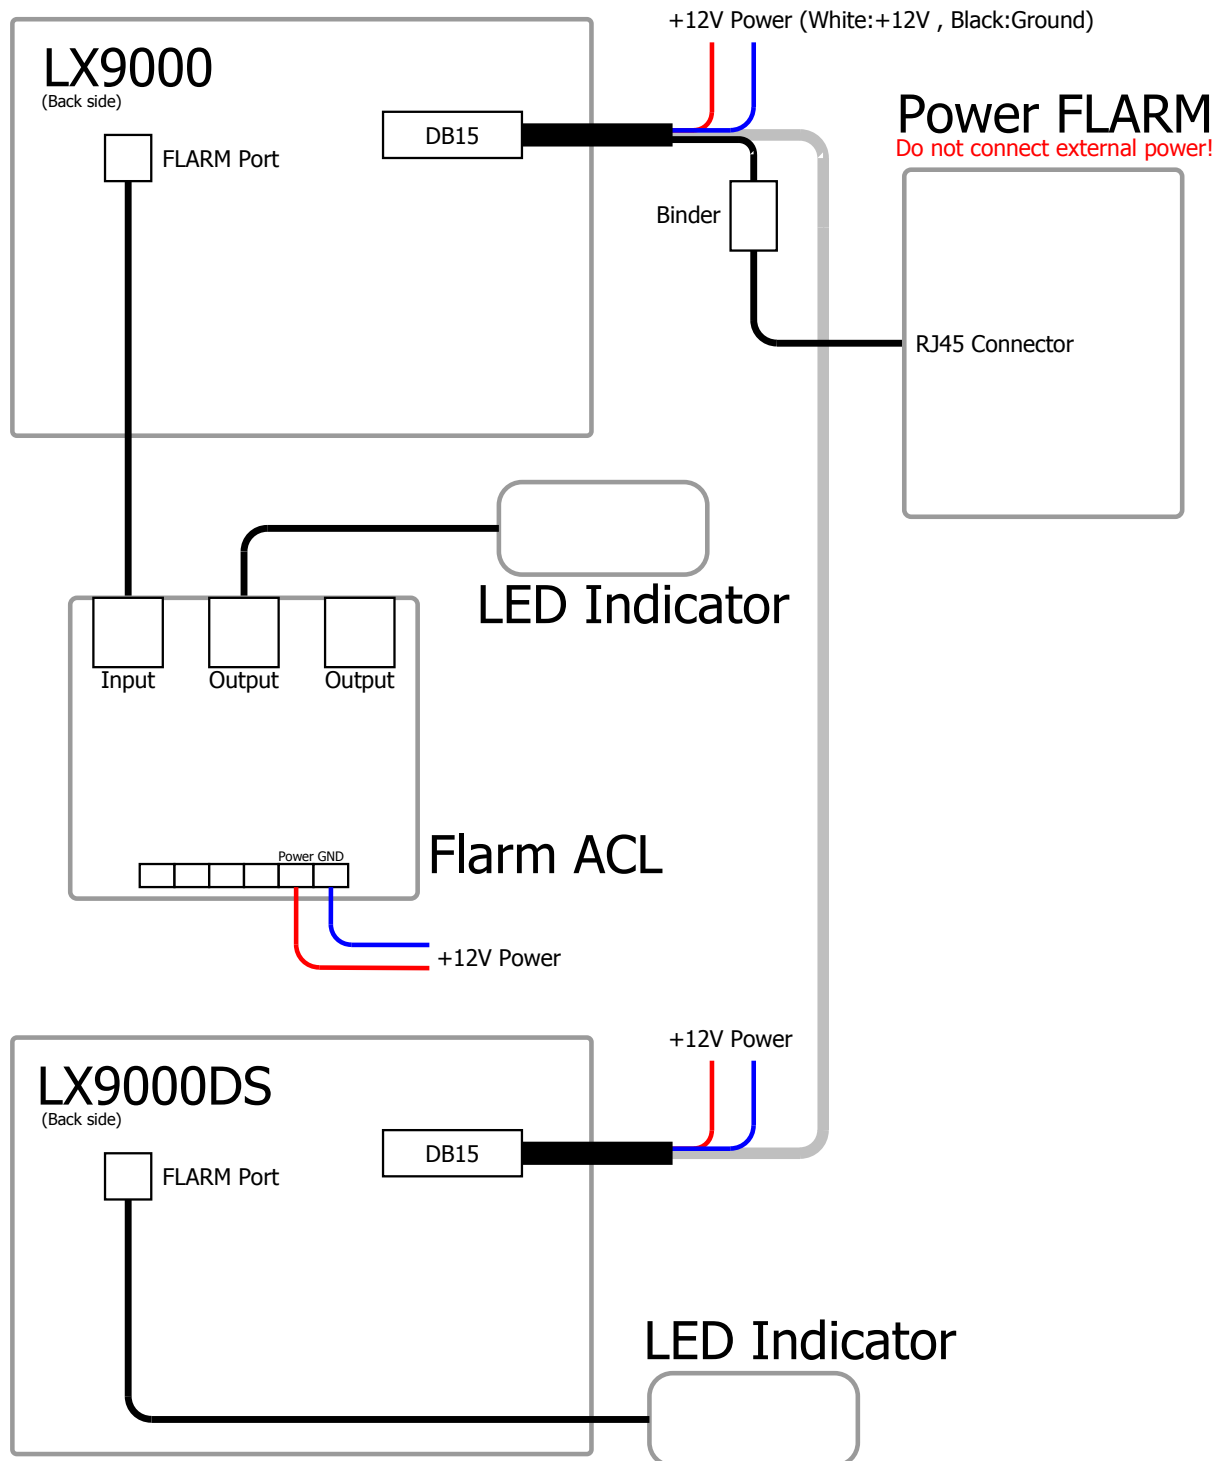 +12V Power (White:+12V , Black:Ground)
LX9000
(Back side)
DB15
FLARM Port
Power FLARM
Do not connect external power!
Binder
RJ45 Connector
LED Indicator
Input
Output
Output
Flarm ACL
Power GND
+12V Power
+12V Power
LX9000DS
(Back side)
DB15
FLARM Port
LED Indicator